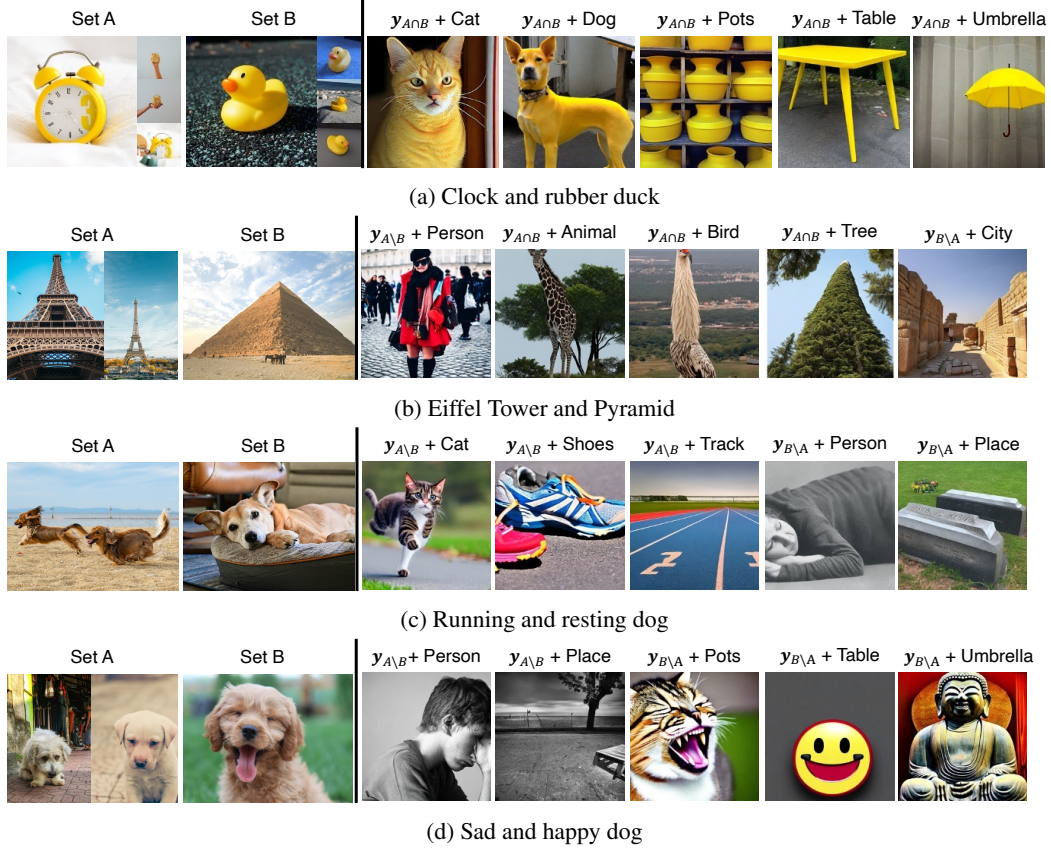 Set A Set B y_{A∩B} + Cat y_{A∩B} + Dog y_{A∩B} + Pots y_{A∩B} + Table y_{A∩B} + Umbrella
(a) Clock and rubber duck
Set A Set B y_{A\B} + Person y_{A∩B} + Animal y_{A∩B} + Bird y_{A∩B} + Tree y_{B\A} + City
(b) Eiffel Tower and Pyramid
Set A Set B y_{A\B} + Cat y_{A\B} + Shoes y_{A\B} + Track y_{B\A} + Person y_{B\A} + Place
(c) Running and resting dog
Set A Set B y_{A\B} + Person y_{A\B} + Place y_{B\A} + Pots y_{B\A} + Table y_{B\A} + Umbrella
(d) Sad and happy dog